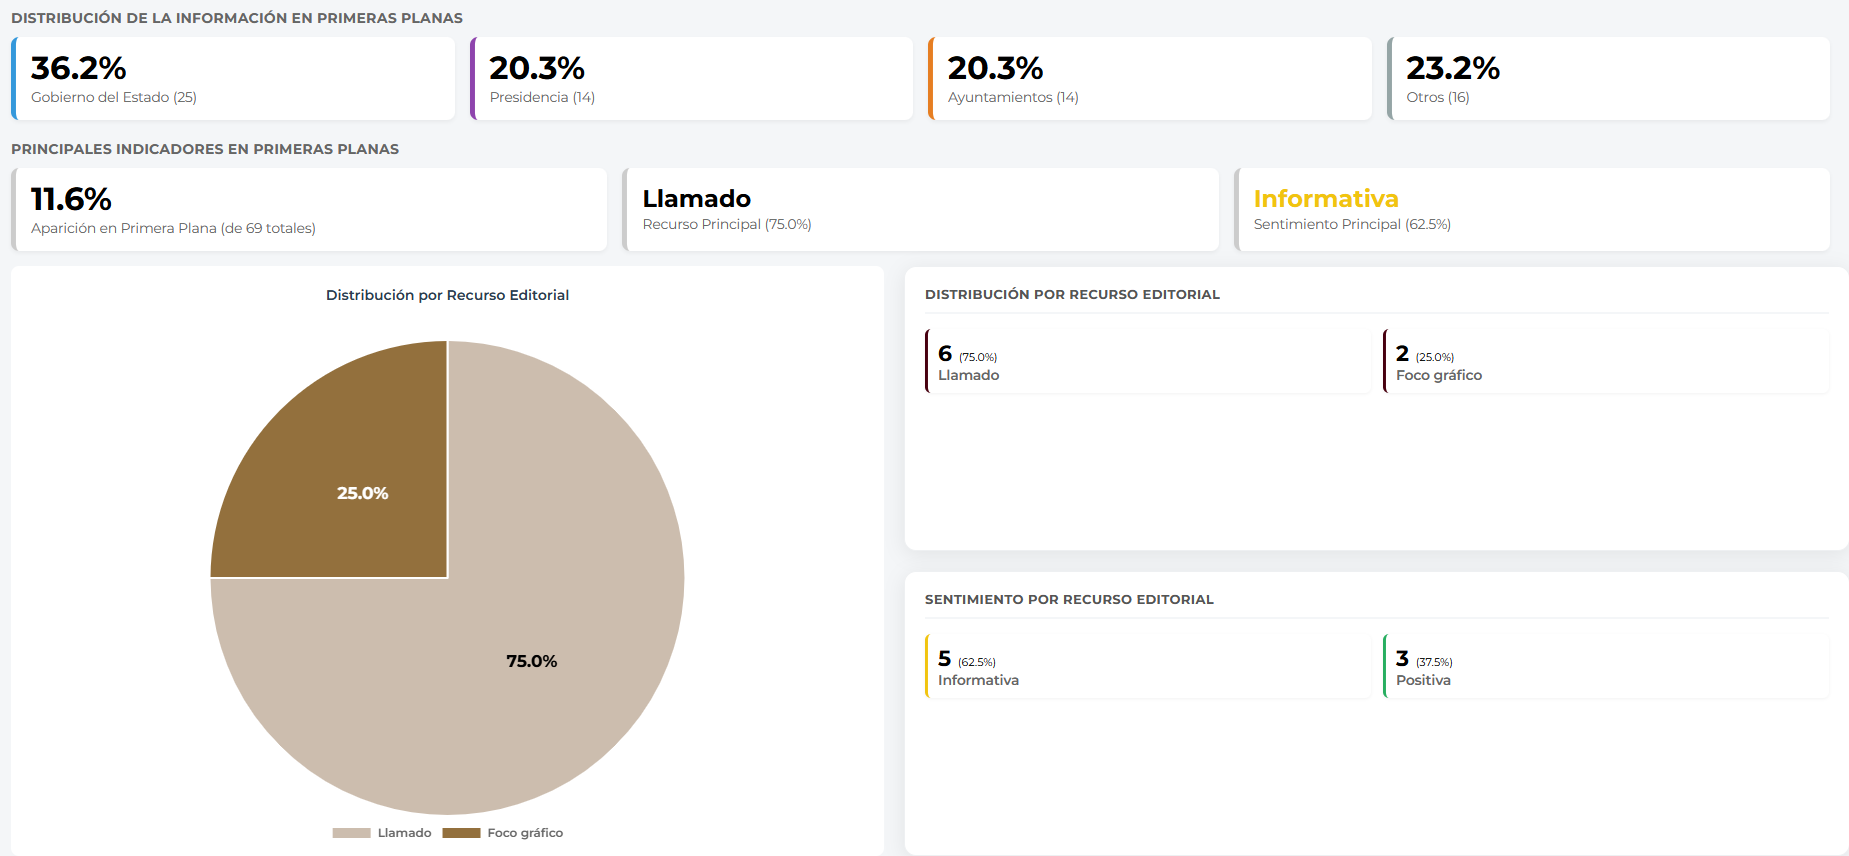 DISTRIBUCIÓN DE LA INFORMACIÓN EN PRIMERAS PLANAS
36.2%
Gobierno del Estado (25)
20.3%
Presidencia (14)
20.3%
Ayuntamientos (14)
23.2%
Otros (16)
PRINCIPALES INDICADORES EN PRIMERAS PLANAS
11.6%
Aparición en Primera Plana (de 69 totales)
Llamado
Recurso Principal (75.0%)
Informativa
Sentimiento Principal (62.5%)
Distribución por Recurso Editorial
25.0%
75.0%
Llamado
Foco gráfico
DISTRIBUCIÓN POR RECURSO EDITORIAL
6 (75.0%)
Llamado
2 (25.0%)
Foco gráfico
SENTIMIENTO POR RECURSO EDITORIAL
5 (62.5%)
Informativa
3 (37.5%)
Positiva